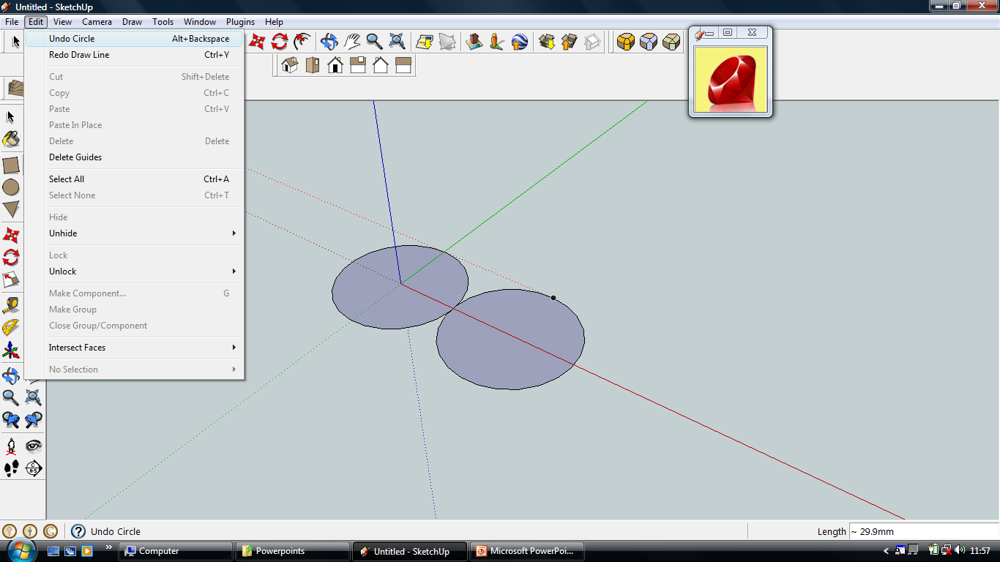 Untitled - SketchUp
File Edit View Camera Draw Tools Window Plugins Help
Undo Circle Alt+Backspace
Redo Draw Line Ctrl+Y
Cut Shift+Delete
Copy Ctrl+C
Paste Ctrl+V
Paste In Place
Delete Delete
Delete Guides
Select All Ctrl+A
Select None Ctrl+T
Hide
Unhide
Lock
Unlock
Make Component... G
Make Group
Close Group/Component
Intersect Faces
No Selection
Undo Circle
Length ~ 29.9mm
Computer Powerpoints Untitled - SketchUp Microsoft PowerPoi... 11:57